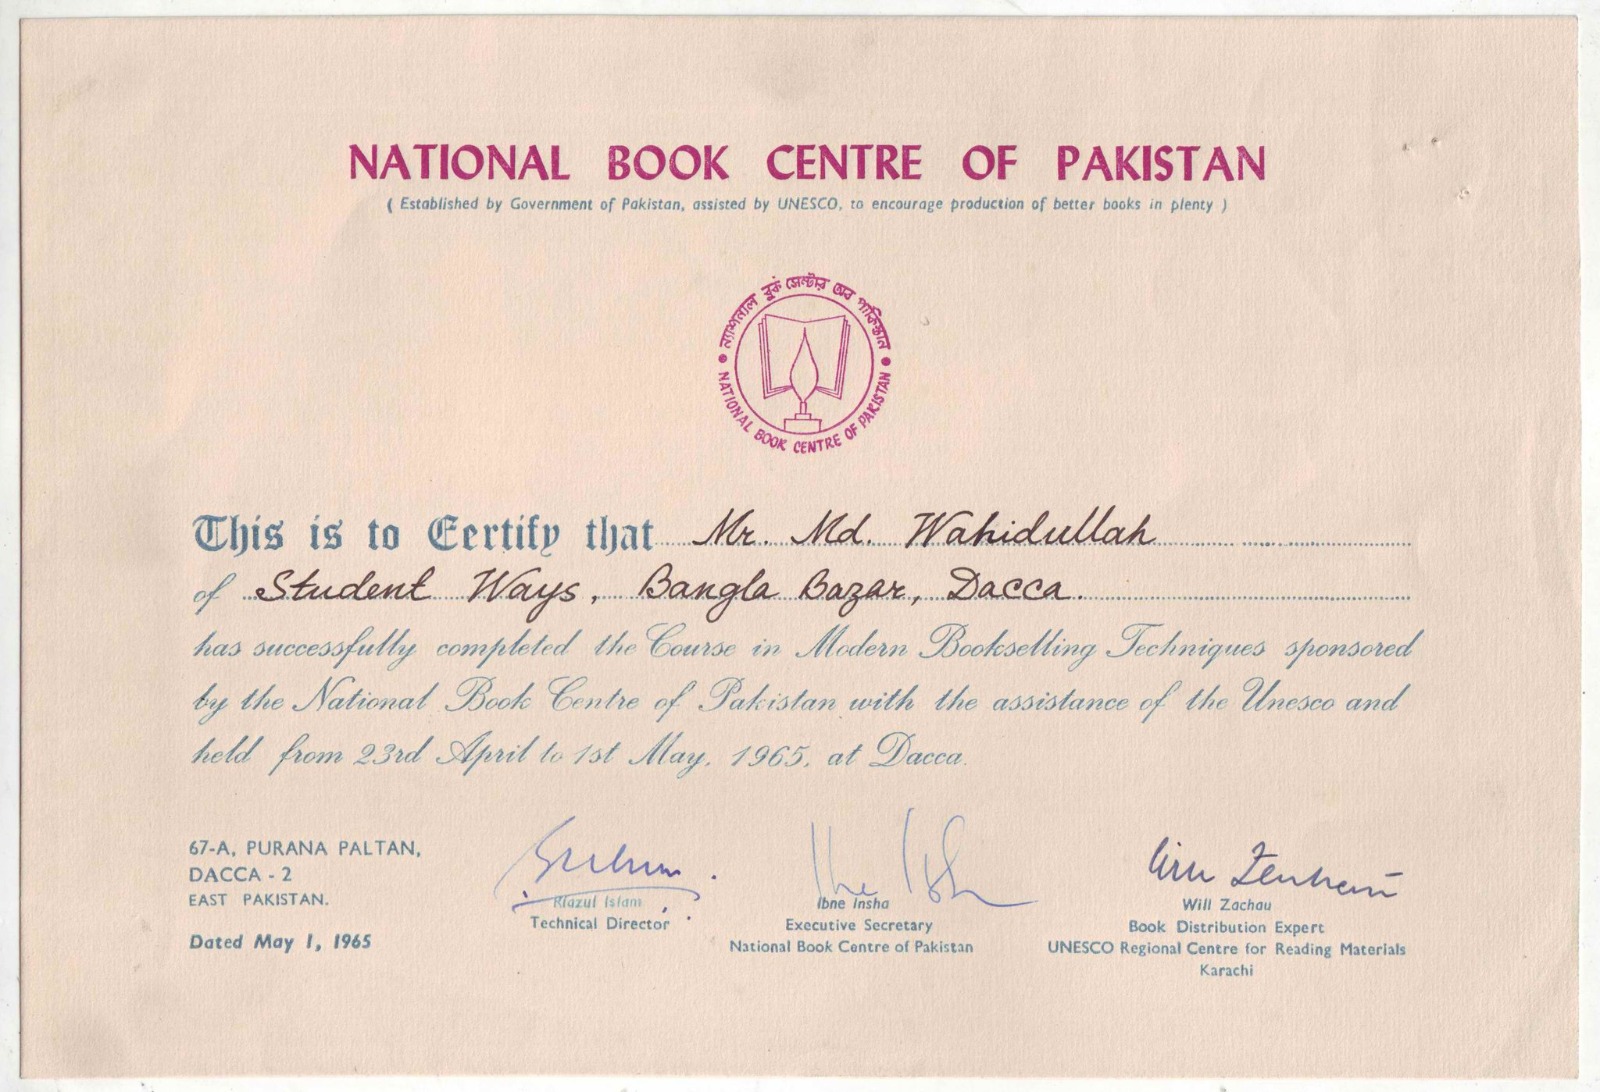 NATIONAL BOOK CENTRE OF PAKISTAN
( Established by Government of Pakistan, assisted by UNESCO, to encourage production of better books in plenty )
ন্যাশনাল বুক সেন্টার অব পাকিস্তান
NATIONAL BOOK CENTRE OF PAKISTAN
This is to Certify that Mr. Md. Wahidullah
of Student Ways, Bangla Bazar, Dacca.
has successfully completed the Course in Modern Bookselling Techniques sponsored
by the National Book Centre of Pakistan with the assistance of the Unesco and
held from 23rd April to 1st May, 1965, at Dacca.
67-A, PURANA PALTAN,
DACCA - 2
EAST PAKISTAN.
Dated May 1, 1965
Riazul Islam
Technical Director
Ibne Insha
Ibne Insha
Executive Secretary
National Book Centre of Pakistan
Will Zachau
Book Distribution Expert
UNESCO Regional Centre for Reading Materials
Karachi